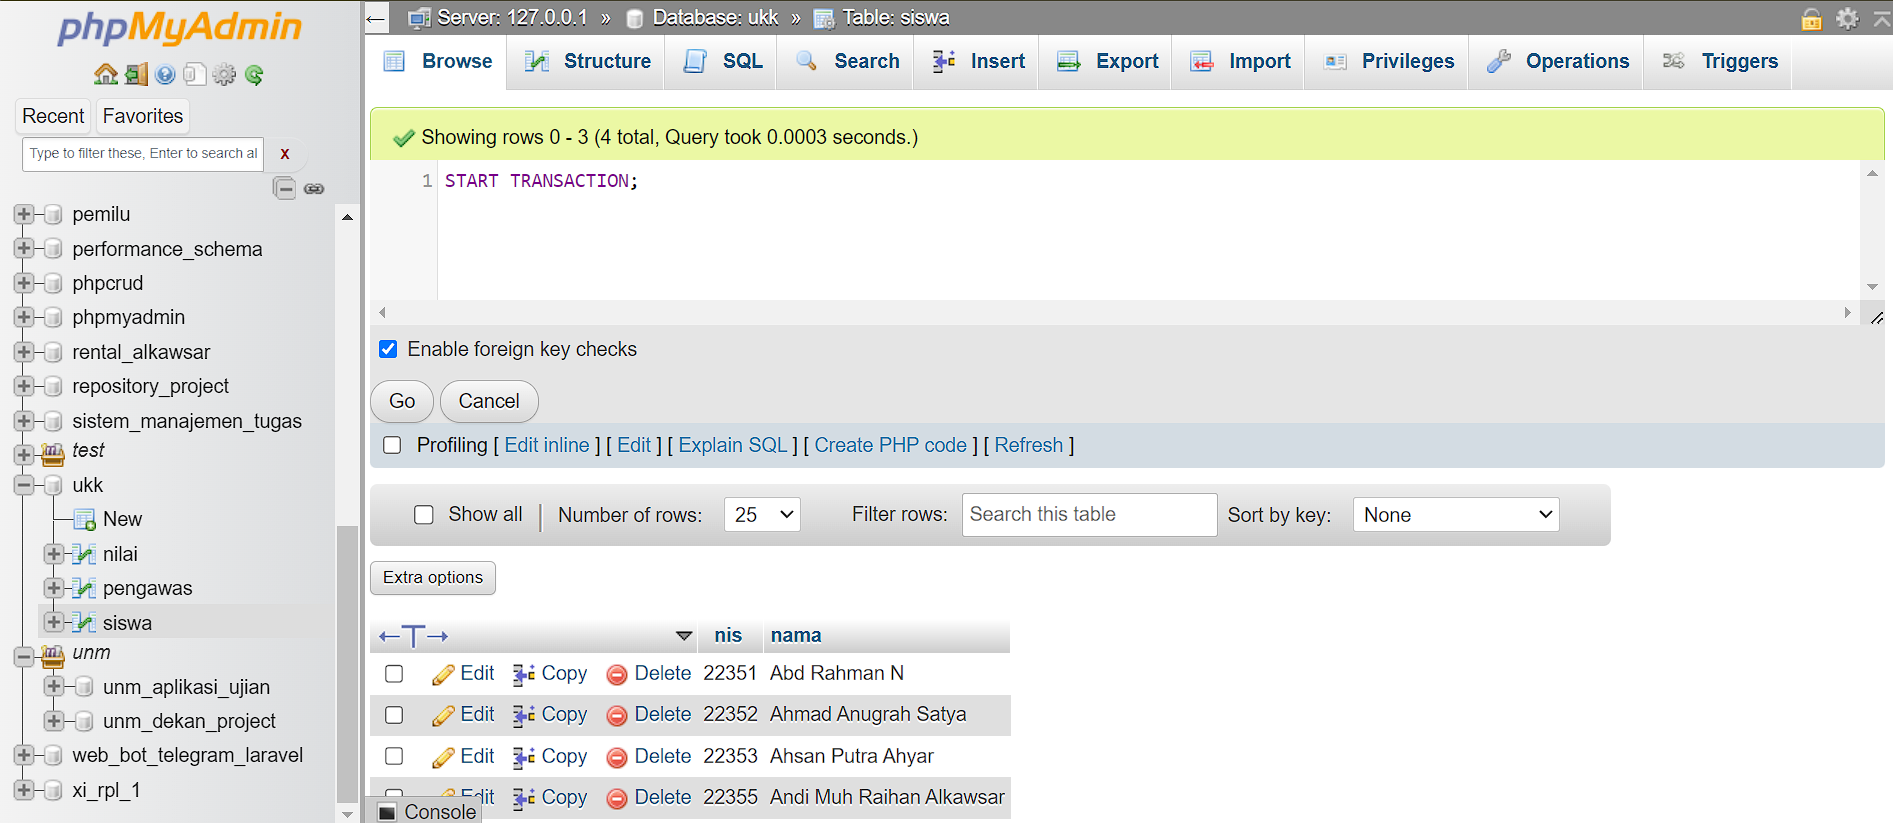 phpMyAdmin
Recent Favorites
Type to filter these, Enter to search al X
pemilu
performance_schema
phpcrud
phpmyadmin
rental_alkawsar
repository_project
sistem_manajemen_tugas
test
ukk
New
nilai
pengawas
siswa
unm
unm_aplikasi_ujian
unm_dekan_project
web_bot_telegram_laravel
xi_rpl_1
← Server: 127.0.0.1 » Database: ukk » Table: siswa
Browse Structure SQL Search Insert Export Import Privileges Operations Triggers
Showing rows 0 - 3 (4 total, Query took 0.0003 seconds.)
1 START TRANSACTION;
Enable foreign key checks
Go Cancel
Profiling [ Edit inline ] [ Edit ] [ Explain SQL ] [ Create PHP code ] [ Refresh ]
Show all Number of rows: 25 Filter rows: Search this table Sort by key: None
Extra options
←T→ nis nama
Edit Copy Delete 22351 Abd Rahman N
Edit Copy Delete 22352 Ahmad Anugrah Satya
Edit Copy Delete 22353 Ahsan Putra Ahyar
Edit Copy Delete 22355 Andi Muh Raihan Alkawsar
Console